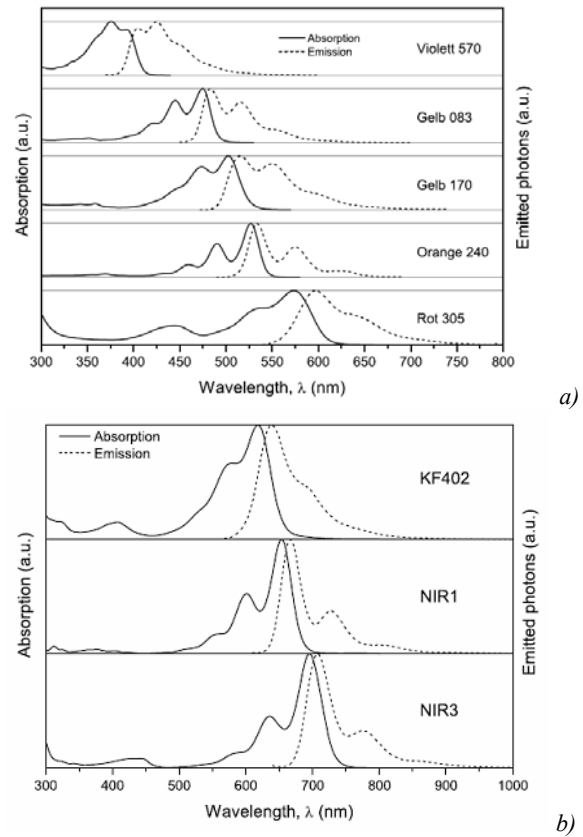 Absorption
Emission
Violett 570
Gelb 083
Gelb 170
Orange 240
Rot 305
Absorption (a.u.)
Emitted photons (a.u.)
300 350 400 450 500 550 600 650 700 750 800
Wavelength, λ (nm)
a)
Absorption
Emission
KF402
NIR1
NIR3
Absorption (a.u.)
Emitted photons (a.u.)
300 400 500 600 700 800 900 1000
Wavelength, λ (nm)
b)